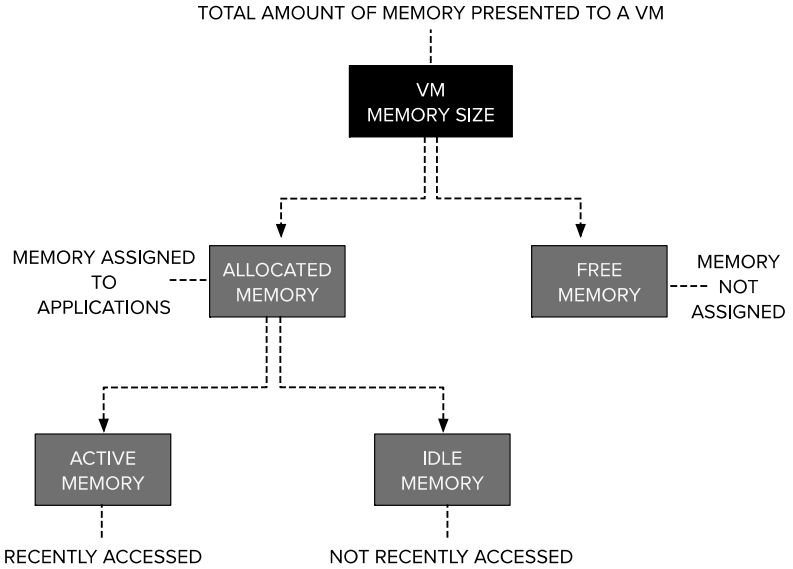 TOTAL AMOUNT OF MEMORY PRESENTED TO A VM
VM
MEMORY SIZE
MEMORY ASSIGNED
TO
APPLICATIONS
ALLOCATED
MEMORY
FREE
MEMORY
MEMORY
NOT
ASSIGNED
ACTIVE
MEMORY
IDLE
MEMORY
RECENTLY ACCESSED
NOT RECENTLY ACCESSED